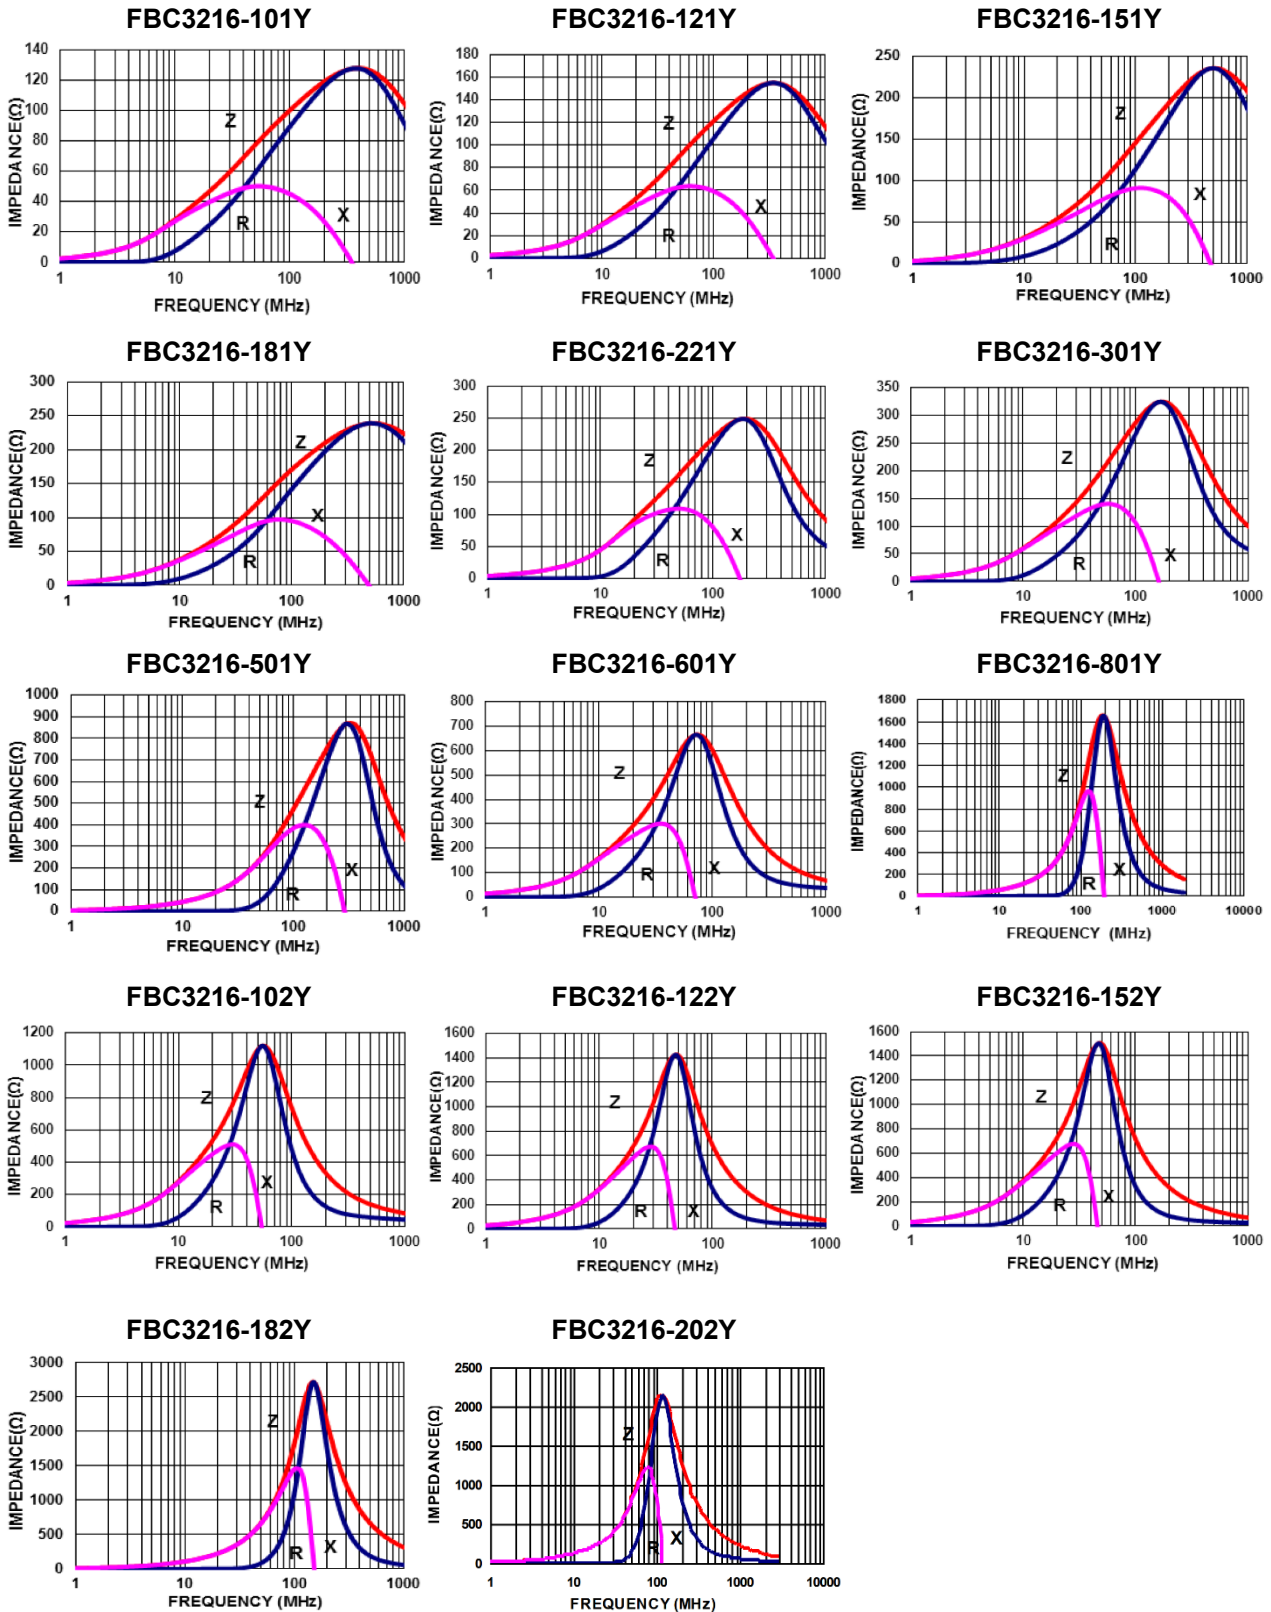 FBC3216-101Y
FBC3216-121Y
FBC3216-151Y
IMPEDANCE(Ω)
140
120
100
80
60
40
20
0
Z
R
X
1
10
100
1000
FREQUENCY (MHz)
IMPEDANCE(Ω)
180
160
140
120
100
80
60
40
20
0
Z
R
X
1
10
100
1000
FREQUENCY (MHz)
IMPEDANCE(Ω)
250
200
150
100
50
0
Z
R
X
1
10
100
1000
FREQUENCY (MHz)
FBC3216-181Y
FBC3216-221Y
FBC3216-301Y
IMPEDANCE(Ω)
300
250
200
150
100
50
0
Z
R
X
1
10
100
1000
FREQUENCY (MHz)
IMPEDANCE(Ω)
300
250
200
150
100
50
0
Z
R
X
1
10
100
1000
FREQUENCY (MHz)
IMPEDANCE(Ω)
350
300
250
200
150
100
50
0
Z
R
X
1
10
100
1000
FREQUENCY (MHz)
FBC3216-501Y
FBC3216-601Y
FBC3216-801Y
IMPEDANCE(Ω)
1000
900
800
700
600
500
400
300
200
100
0
Z
R
X
1
10
100
1000
FREQUENCY (MHz)
IMPEDANCE(Ω)
800
700
600
500
400
300
200
100
0
Z
R
X
1
10
100
1000
FREQUENCY (MHz)
IMPEDANCE(Ω)
1800
1600
1400
1200
1000
800
600
400
200
0
Z
R
X
1
10
100
1000
10000
FREQUENCY (MHz)
FBC3216-102Y
FBC3216-122Y
FBC3216-152Y
IMPEDANCE(Ω)
1200
1000
800
600
400
200
0
Z
R
X
1
10
100
1000
FREQUENCY (MHz)
IMPEDANCE(Ω)
1600
1400
1200
1000
800
600
400
200
0
Z
R
X
1
10
100
1000
FREQUENCY (MHz)
IMPEDANCE(Ω)
1600
1400
1200
1000
800
600
400
200
0
Z
R
X
1
10
100
1000
FREQUENCY (MHz)
FBC3216-182Y
FBC3216-202Y
IMPEDANCE(Ω)
3000
2500
2000
1500
1000
500
0
Z
R
X
1
10
100
1000
FREQUENCY (MHz)
IMPEDANCE(Ω)
2500
2000
1500
1000
500
0
Z
R
X
1
10
100
1000
10000
FREQUENCY (MHz)